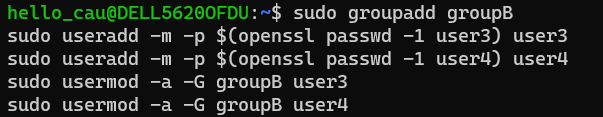 hello_cau@DELL5620OFDU:~$ sudo groupadd groupB
sudo useradd -m -p $(openssl passwd -1 user3) user3
sudo useradd -m -p $(openssl passwd -1 user4) user4
sudo usermod -a -G groupB user3
sudo usermod -a -G groupB user4